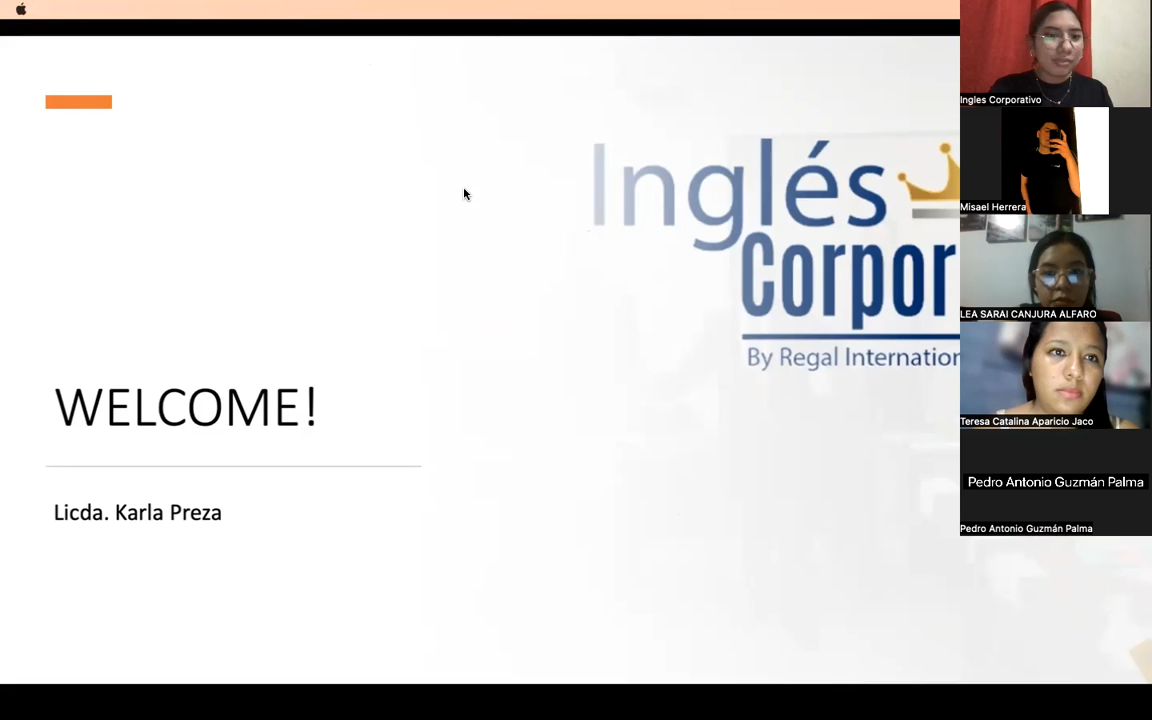 Inglés
Corpor
By Regal Internation
WELCOME!
Licda. Karla Preza
Ingles Corporativo
Misael Herrera
LEA SARAI CANJURA ALFARO
Teresa Catalina Aparicio Jaco
Pedro Antonio Guzmán Palma
Pedro Antonio Guzmán Palma